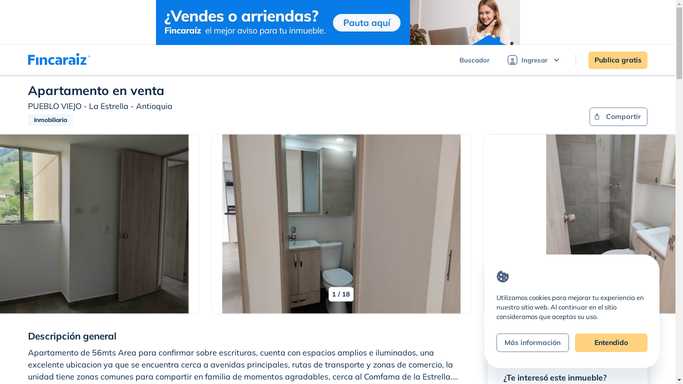 ¿Vendes o arriendas?
Fincaraíz el mejor aviso para tu inmueble.
Pauta aquí
Fincaraíz
Buscador
Ingresar
Publica gratis
Apartamento en venta
PUEBLO VIEJO - La Estrella - Antioquia
Inmobiliaria
Compartir
1 / 18
Utilizamos cookies para mejorar tu experiencia en
nuestro sitio web. Al continuar en el sitio
consideramos que aceptas su uso.
Más información
Entendido
Descripción general
Apartamento de 56mts Area para confirmar sobre escrituras, cuenta con espacios amplios e iluminados, una
excelente ubicacion ya que se encuentra cerca a avenidas principales, rutas de transporte y zonas de comercio, la
unidad tiene zonas comunes para compartir en familia de momentos agradables, cerca al Comfama de la Estrella....
¿Te interesó este inmueble?